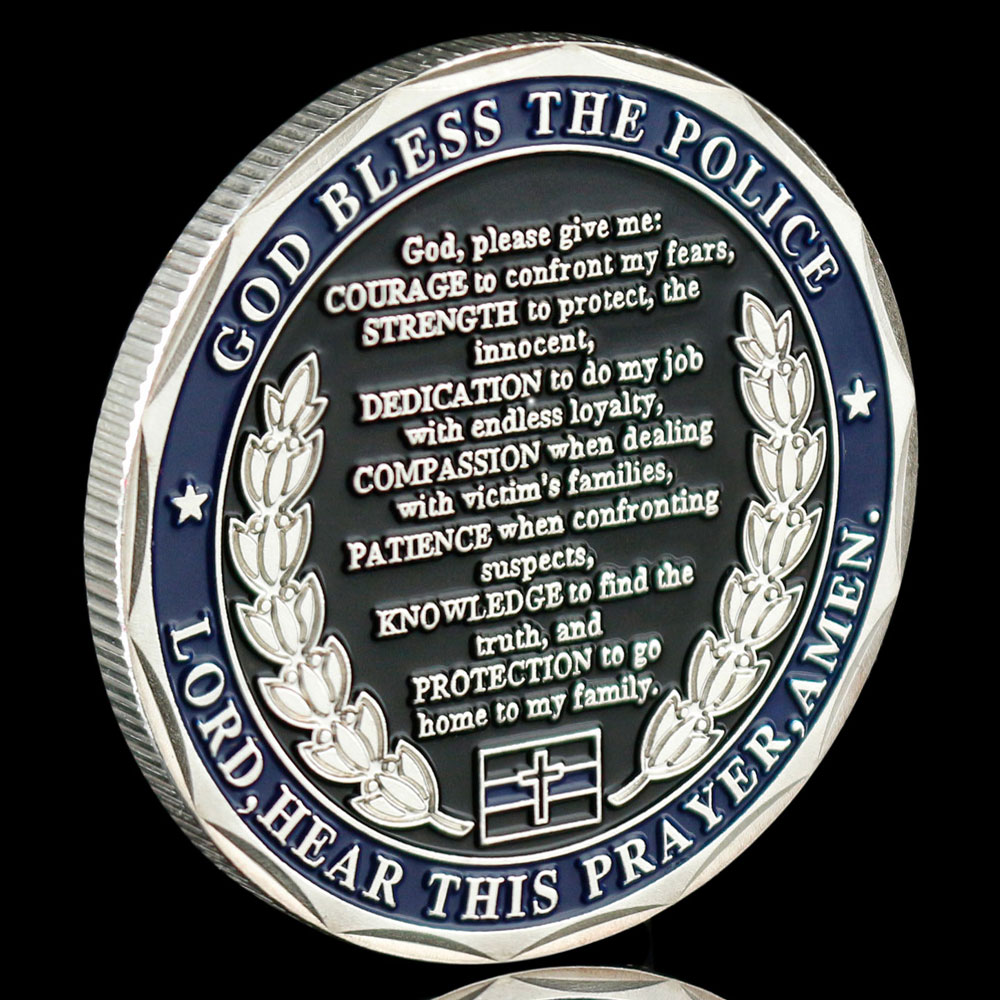 GOD BLESS THE POLICE
God, please give me:
COURAGE to confront my fears,
STRENGTH to protect, the
innocent,
DEDICATION to do my job
with endless loyalty,
COMPASSION when dealing
with victim's families,
PATIENCE when confronting
suspects,
KNOWLEDGE to find the
truth, and
PROTECTION to go
home to my family.
LORD, HEAR THIS PRAYER, AMEN.